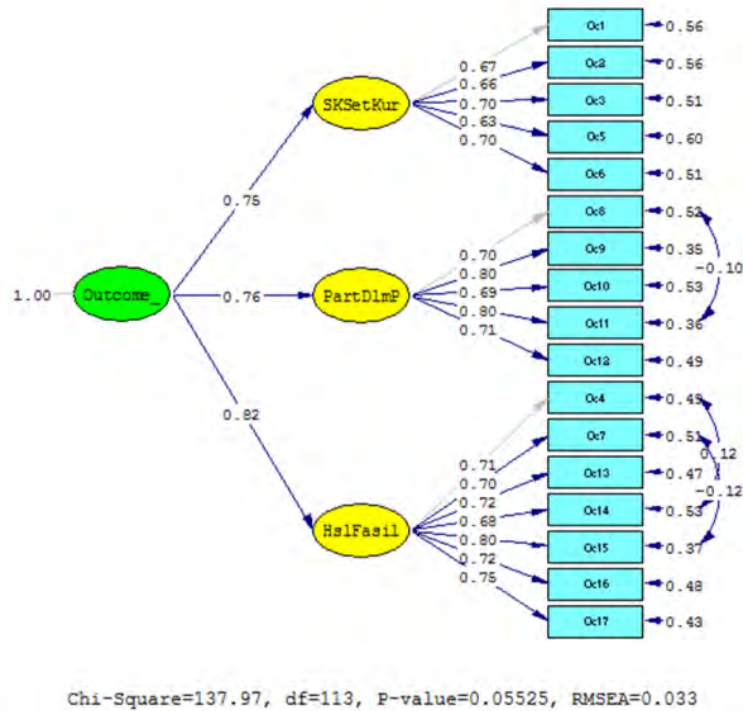 Oc1 0.56
0.67
Oc2 0.56
0.66
SKSetKur
0.70
Oc3 0.51
0.63
Oc5 0.60
0.70
Oc6 0.51
0.75
Oc8 0.52
0.70
Oc9 0.35
0.80
-0.10
1.00 Outcome_ 0.76 PartDlmP
0.69
Oc10 0.53
0.80
Oc11 0.36
0.71
Oc12 0.49
0.82
Oc4
0.71
Oc7 0.51
0.12
0.70
Oc13 0.47
-0.12
0.72
Oc14 0.53
0.68
HslFasil
0.80
Oc15 0.37
0.72
Oc16 0.48
0.75
Oc17 0.43
Chi-Square=137.97, df=113, P-value=0.05525, RMSEA=0.033